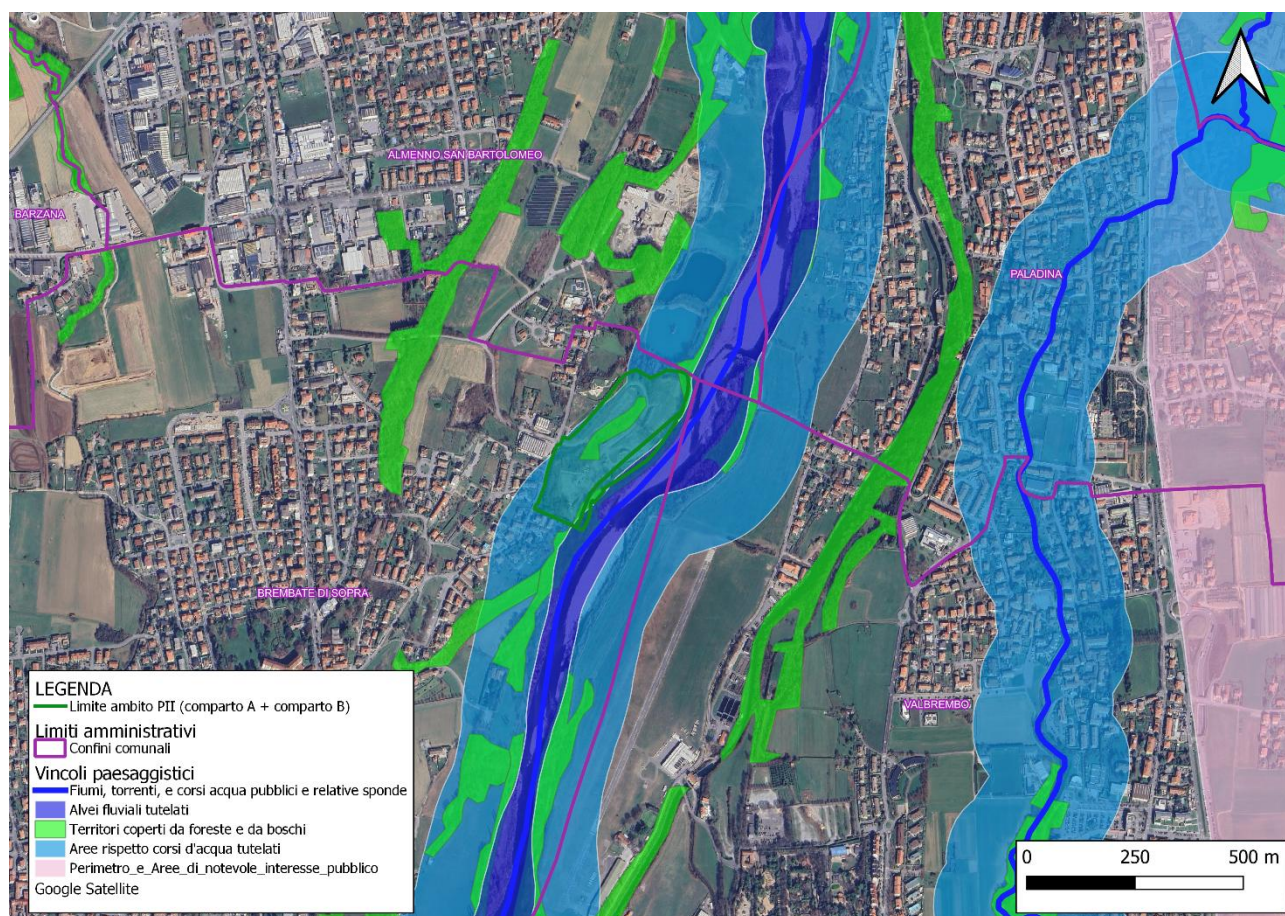 ALMENNO SAN BARTOLOMEO
BARZANA
PALADINA
BREMBATE DI SOPRA
VALBREMBO
LEGENDA
Limite ambito PII (comparto A + comparto B)
Limiti amministrativi
Confini comunali
Vincoli paesaggistici
Fiumi, torrenti, e corsi acqua pubblici e relative sponde
Alvei fluviali tutelati
Territori coperti da foreste e da boschi
Aree rispetto corsi d'acqua tutelati
Perimetro_e_Aree_di_notevole_interesse_pubblico
Google Satellite
0 250 500 m